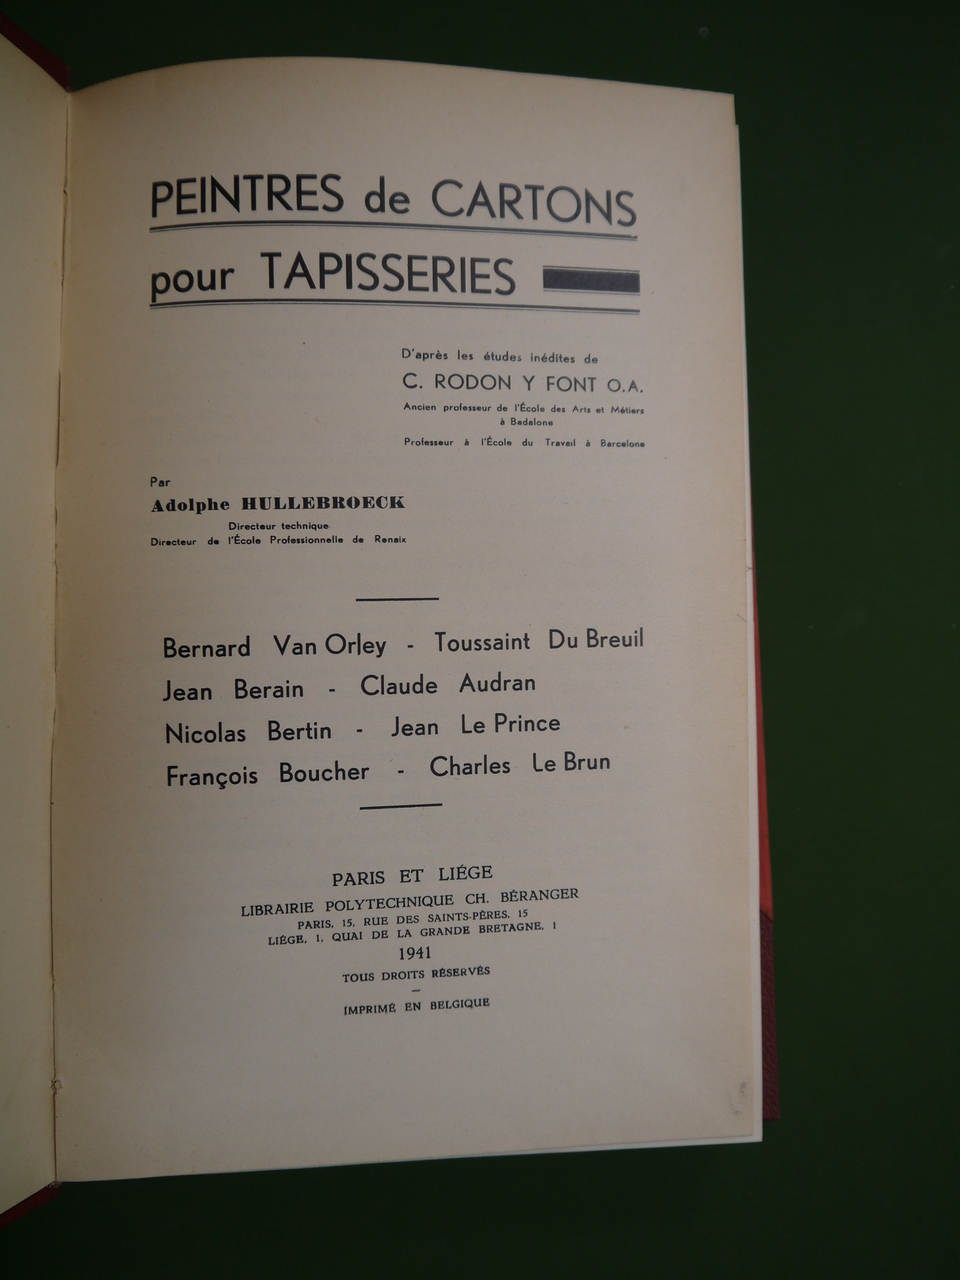 PEINTRES de CARTONS
pour TAPISSERIES
D'après les études inédites de
C. RODON Y FONT O.A.
Ancien professeur de l'École des Arts et Métiers
à Badalone
Professeur à l'École du Travail à Barcelone
Par
Adolphe HULLEBROECK
Directeur technique
Directeur de l'École Professionnelle de Renaix
Bernard Van Orley - Toussaint Du Breuil
Jean Berain - Claude Audran
Nicolas Bertin - Jean Le Prince
François Boucher - Charles Le Brun
PARIS ET LIÉGE
LIBRAIRIE POLYTECHNIQUE CH. BÉRANGER
PARIS, 15, RUE DES SAINTS-PÈRES, 15
LIÉGE, 1, QUAI DE LA GRANDE BRETAGNE, 1
1941
TOUS DROITS RÉSERVÉS
IMPRIMÉ EN BELGIQUE